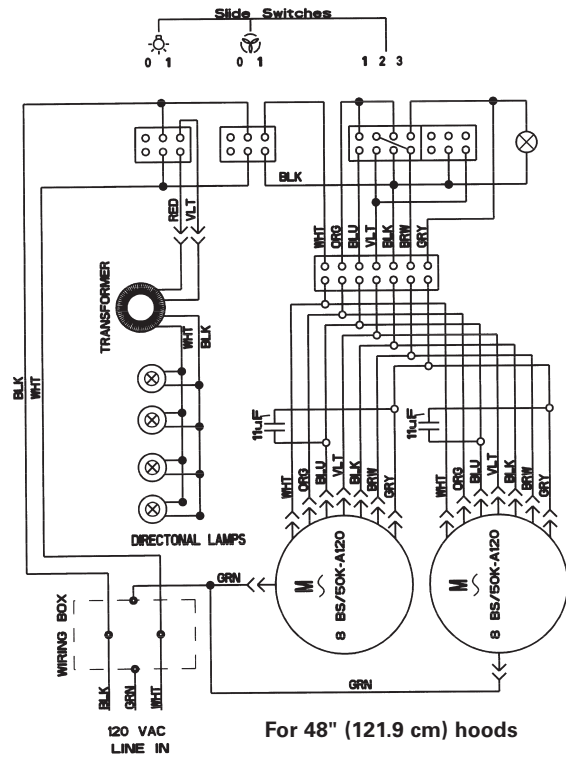 Slide Switches
0 1
0 1
1 2 3
BLK
RED
VLT
WHT
ORG
BLU
VLT
BLK
BRW
GRY
TRANSFORMER
WHT
BLK
BLK
WHT
11uF
11uF
WHT
ORG
BLU
VLT
BLK
BRW
GRY
WHT
ORG
BLU
VLT
BLK
BRW
GRY
DIRECTONAL LAMPS
GRN
M
8 BS/50K-A120
M
8 BS/50K-A120
WIRING BOX
BLK
GRN
WHT
GRN
120 VAC
LINE IN
For 48" (121.9 cm) hoods